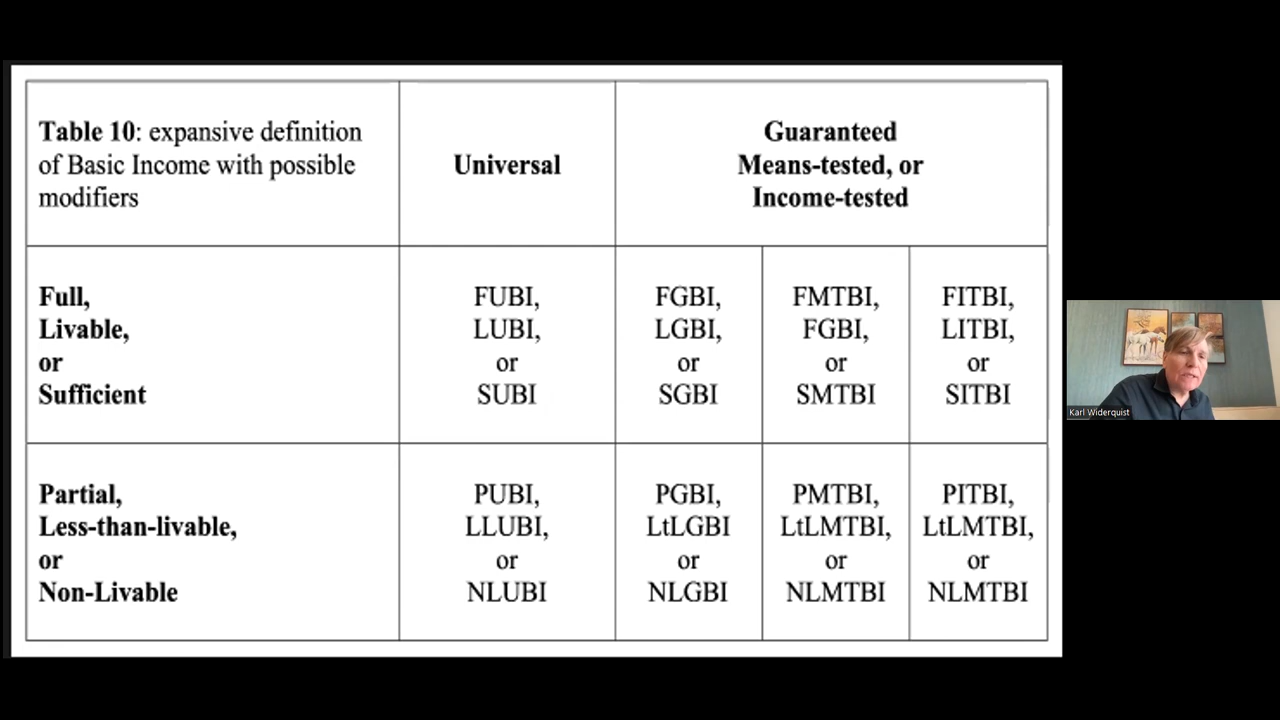 Table 10: expansive definition
of Basic Income with possible
modifiers
Universal
Guaranteed
Means-tested, or
Income-tested
Full,
Livable,
or
Sufficient
FUBI,
LUBI,
or
SUBI
FGBI,
LGBI,
or
SGBI
FMTBI,
FGBI,
or
SMTBI
FITBI,
LITBI,
or
SITBI
Partial,
Less-than-livable,
or
Non-Livable
PUBI,
LLUBI,
or
NLUBI
PGBI,
LtLGBI
or
NLGBI
PMTBI,
LtLMTBI,
or
NLMTBI
PITBI,
LtLMTBI,
or
NLMTBI
Karl Widerquist